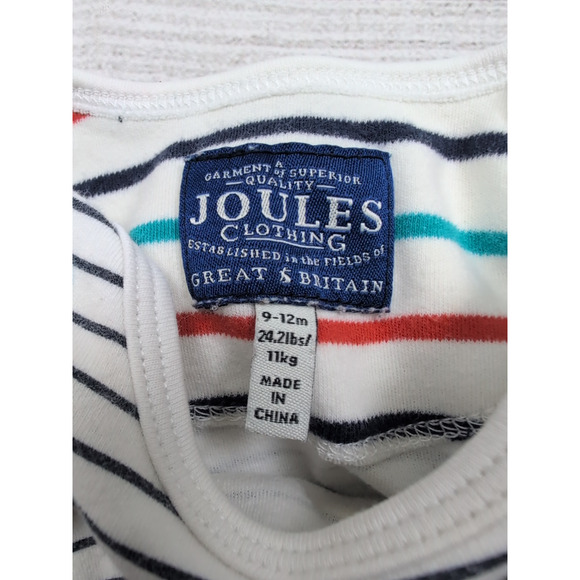 A
GARMENT of SUPERIOR
QUALITY
JOULES
CLOTHING
ESTABLISHED in the FIELDS of
GREAT BRITAIN
9-12m
24.2lbs/
11kg
MADE
IN
CHINA